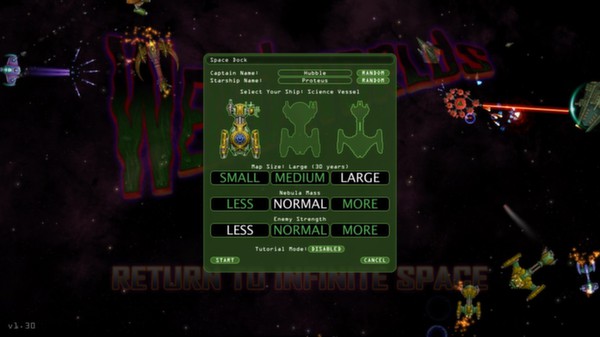 Space Dock
Captain Name: Hubble RANDOM
Starship Name: Proteus RANDOM
Select Your Ship: Science Vessel
Map Size: Large (30 years)
SMALL MEDIUM LARGE
Nebula Mass
LESS NORMAL MORE
Enemy Strength
LESS NORMAL MORE
Tutorial Mode: DISABLED
START CANCEL
RETURN TO INFINITE SPACE
v1.30